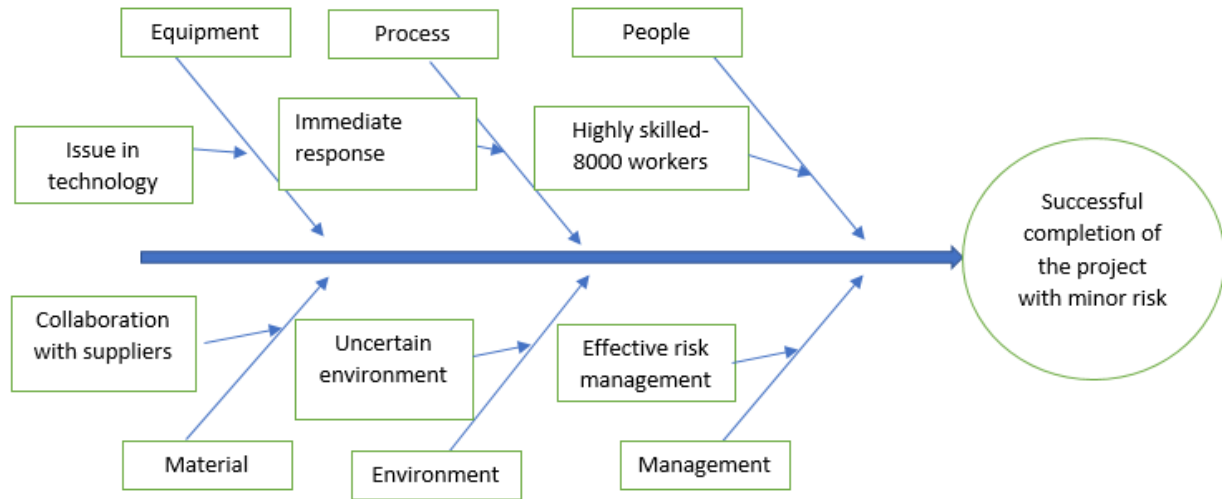 Equipment
Process
People
Issue in
technology
Immediate
response
Highly skilled-
8000 workers
Successful
completion of
the project
with minor risk
Collaboration
with suppliers
Uncertain
environment
Effective risk
management
Material
Environment
Management